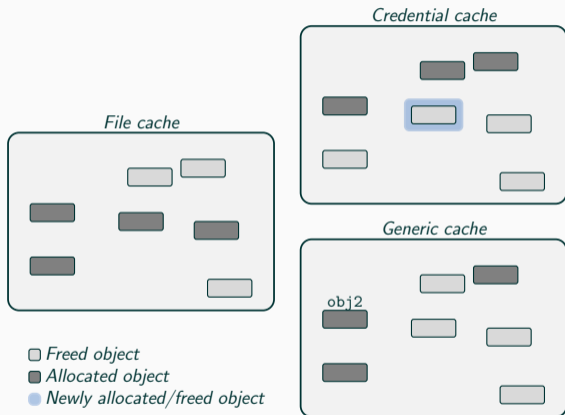 Credential cache
File cache
Generic cache
obj2
Freed object
Allocated object
Newly allocated/freed object